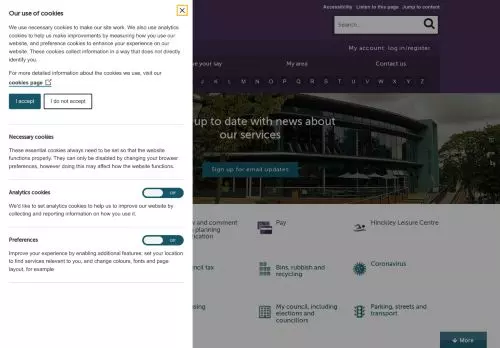 Our use of cookies
We use necessary cookies to make our site work. We also use analytics
cookies to help us make improvements by measuring how you use our
website, and preference cookies to enhance your experience on our
website. These cookies collect information in a way that does not directly
identify you.
For more detailed information about the cookies we use, visit our
cookies page
I accept
I do not accept
Necessary cookies
These essential cookies always need to be set so that the website
functions properly. They can only be disabled by changing your browser
preferences, however doing this may affect how the website functions.
Analytics cookies
Off
We'd like to set analytics cookies to help us to improve our website by
collecting and reporting information on how you use it.
Preferences
Off
Improve your experience by enabling additional features; set your location
to find services relevant to you, and change colours, fonts and page
layout, for example
Accessibility Listen to this page Jump to content
Search...
My account: log in/register
your say
My area
Contact us
J K L M N O P Q R S T U V W X Y Z
up to date with news about
our services
Sign up for email updates
and comment
planning
Pay
Hinckley Leisure Centre
Bins, rubbish and
recycling
Coronavirus
My council, including
elections and
councillors
Parking, streets and
transport
More